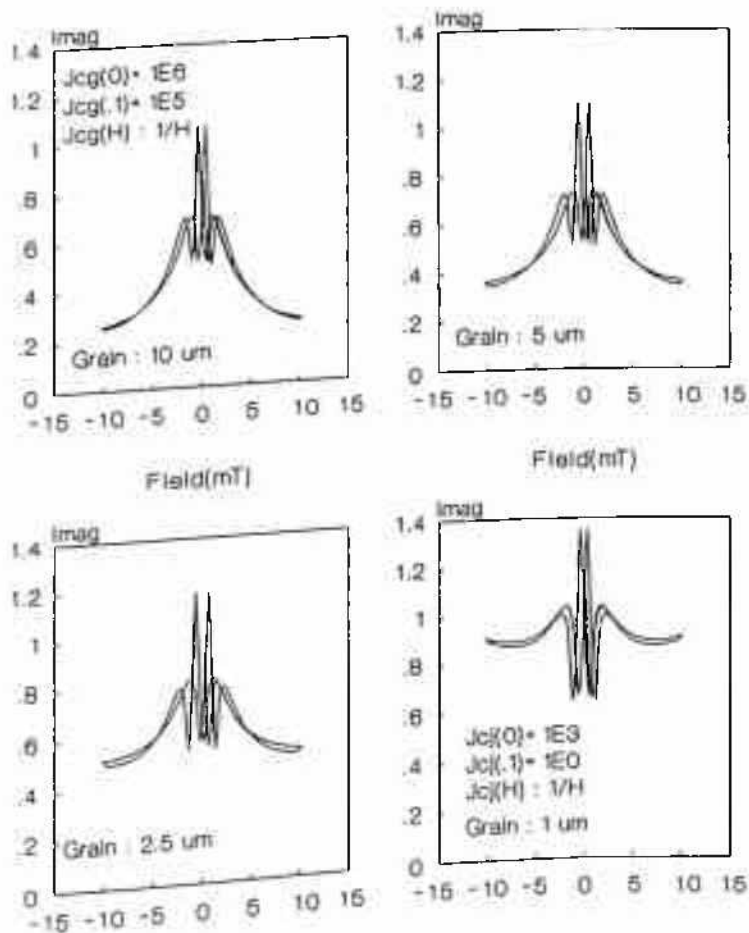 Imag
1.4
1.2
1
.8
.6
.4
.2
0
Jcg(0)= 1E6
Jcg(.1)= 1E5
Jcg(H) : 1/H
Grain : 10 um
-15 -10 -5 0 5 10 15
Field(mT)
1.4
1.2
1
.8
.6
.4
.2
0
Grain : 5 um
-15 -10 -5 0 5 10 15
Field(mT)
Imag
1.4
1.2
1
.8
.6
.4
.2
0
Grain : 2.5 um
-15 -10 -5 0 5 10 15
Imag
1.4
1.2
1
.8
.6
.4
.2
0
Jcj(0)= 1E3
Jcj(.1)= 1E0
Jcj(H) : 1/H
Grain : 1 um
-15 -10 -5 0 5 10 15